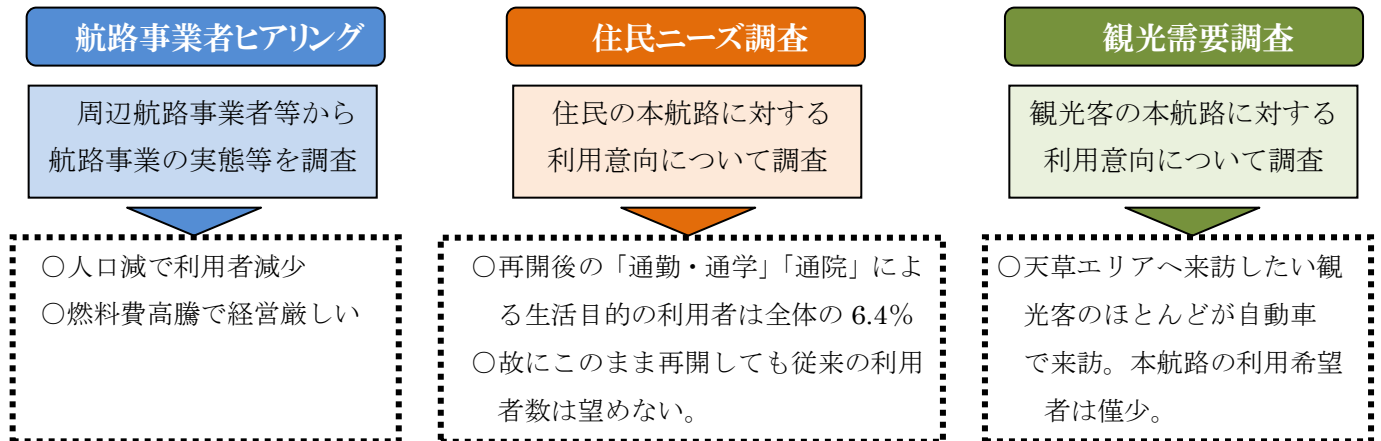 航路事業者ヒアリング
周辺航路事業者等から
航路事業の実態等を調査
○人口減で利用者減少
○燃料費高騰で経営厳しい
住民ニーズ調査
住民の本航路に対する
利用意向について調査
○再開後の「通勤・通学」「通院」によ
る生活目的の利用者は全体の 6.4%
○故にこのまま再開しても従来の利用
者数は望めない。
観光需要調査
観光客の本航路に対する
利用意向について調査
○天草エリアへ来訪したい観
光客のほとんどが自動車
で来訪。本航路の利用希望
者は僅少。